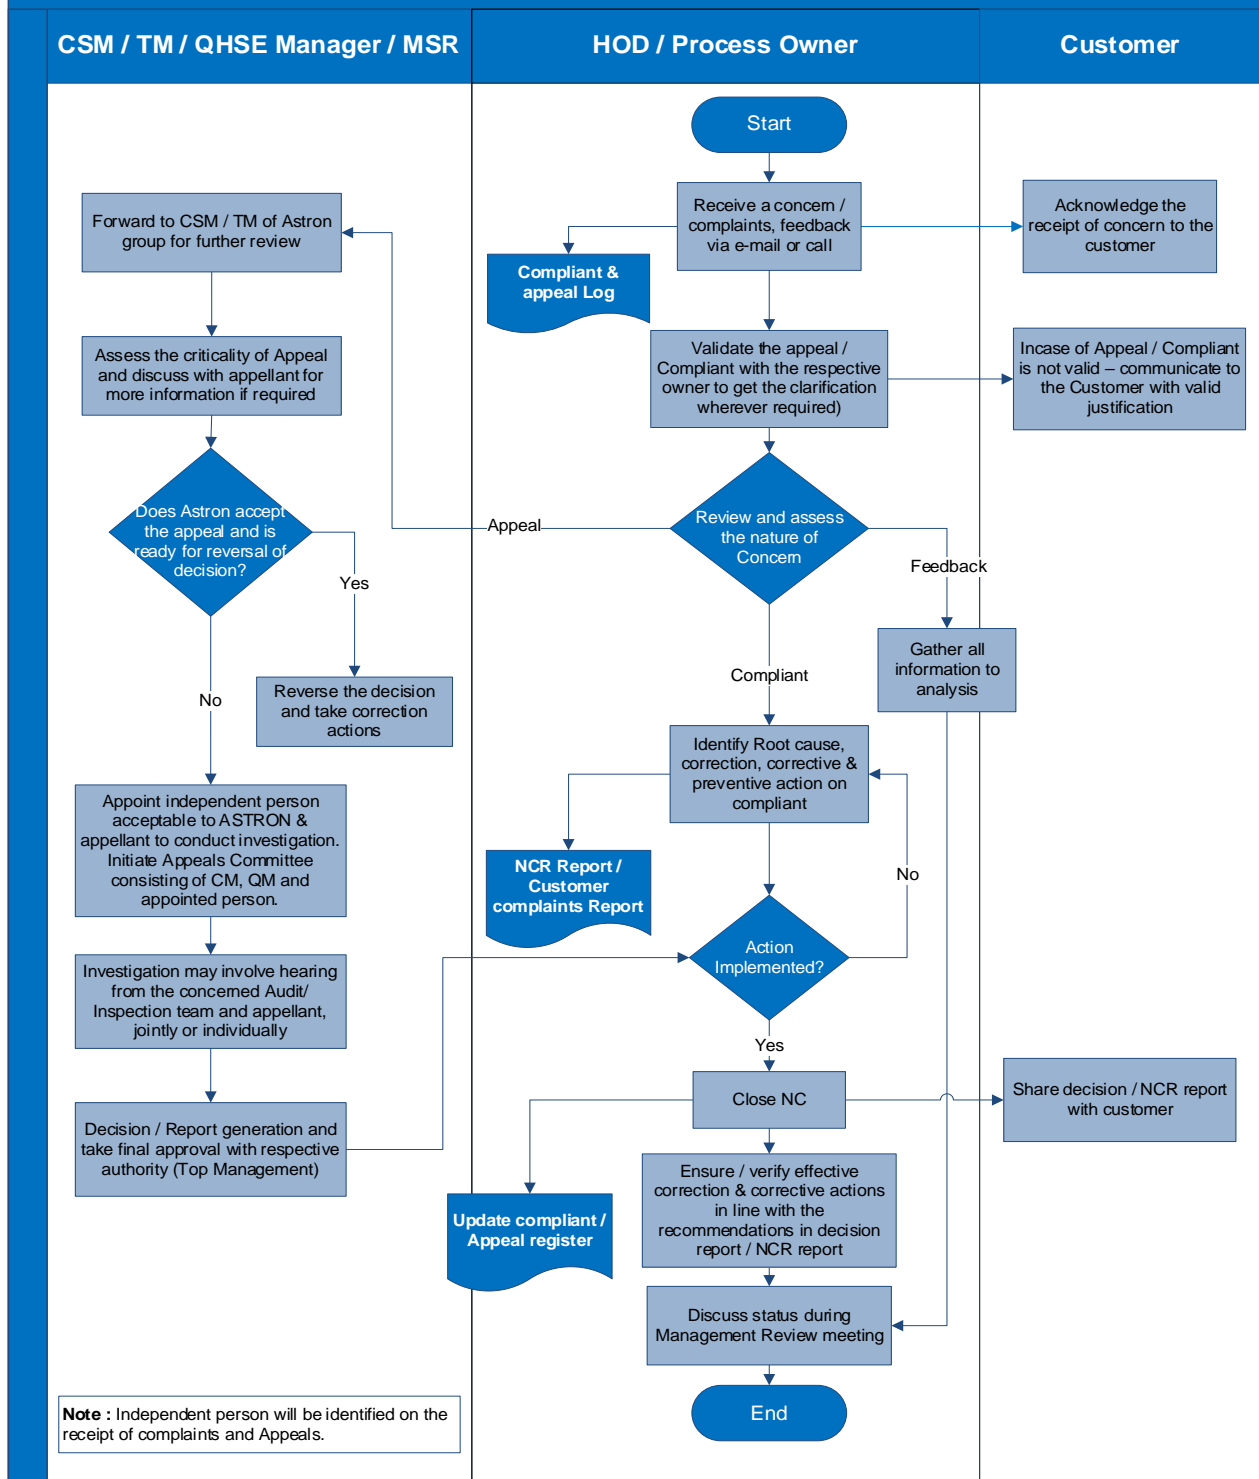 CSM / TM / QHSE Manager / MSR
HOD / Process Owner
Customer
Start
Receive a concern /
complaints, feedback
via e-mail or call
Acknowledge the
receipt of concern to the
customer
Compliant &
appeal Log
Forward to CSM / TM of Astron
group for further review
Validate the appeal /
Compliant with the respective
owner to get the clarification
wherever required)
Incase of Appeal / Compliant
is not valid – communicate to
the Customer with valid
justification
Assess the criticality of Appeal
and discuss with appellant for
more information if required
Review and assess
the nature of
Concern
Appeal
Feedback
Compliant
Does Astron accept
the appeal and is
ready for reversal of
decision?
Yes
No
Reverse the decision
and take correction
actions
Gather all
information to
analysis
Identify Root cause,
correction, corrective &
preventive action on
compliant
NCR Report /
Customer
complaints Report
No
Appoint independent person
acceptable to ASTRON &
appellant to conduct investigation.
Initiate Appeals Committee
consisting of CM, QM and
appointed person.
Action
Implemented?
Yes
Investigation may involve hearing
from the concerned Audit/
Inspection team and appellant,
jointly or individually
Close NC
Share decision / NCR report
with customer
Decision / Report generation and
take final approval with respective
authority (Top Management)
Update compliant /
Appeal register
Ensure / verify effective
correction & corrective actions
in line with the
recommendations in decision
report / NCR report
Discuss status during
Management Review meeting
End
Note : Independent person will be identified on the
receipt of complaints and Appeals.